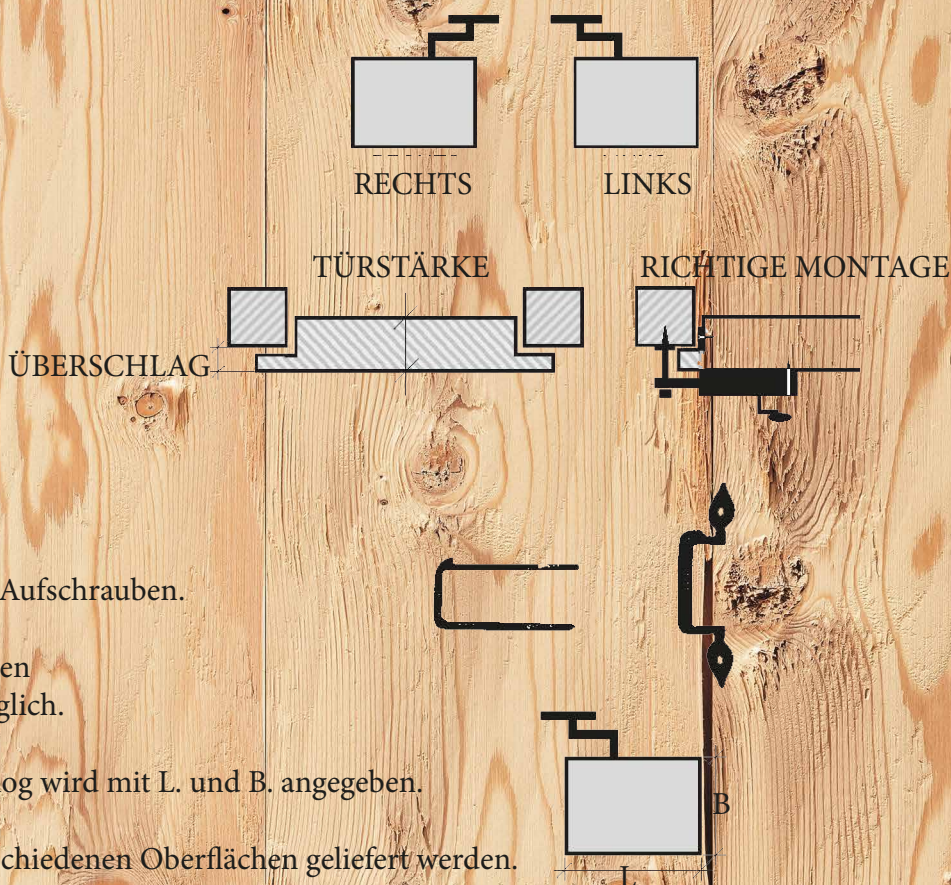 RECHTS LINKS
TÜRSTÄRKE RICHTIGE MONTAGE
ÜBERSCHLAG
Aufschrauben.
en
glich.
og wird mit L. und B. angegeben.
B
chiedenen Oberflächen geliefert werden.
L